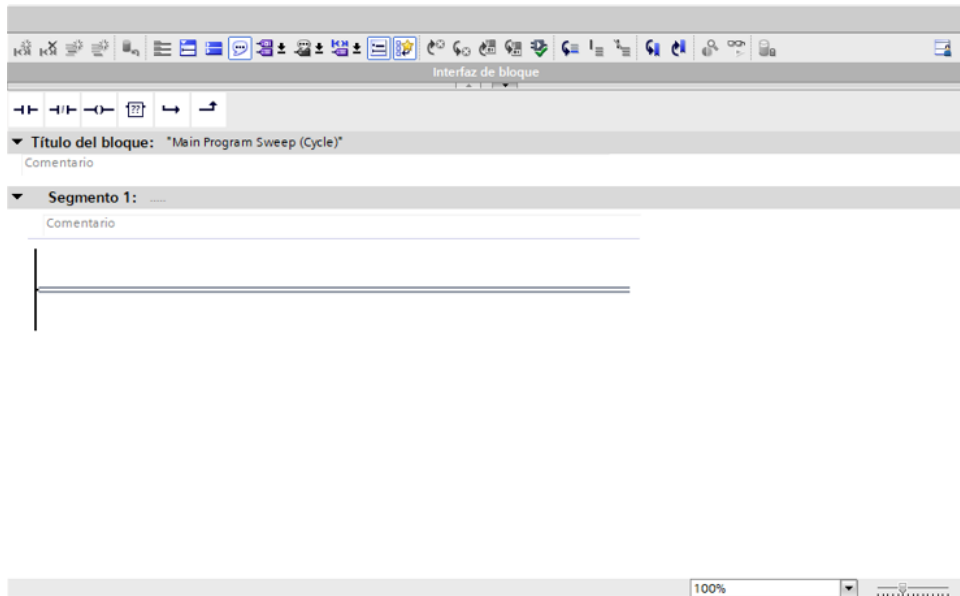 Interfaz de bloque
??
Título del bloque: "Main Program Sweep (Cycle)"
Comentario
Segmento 1: .....
Comentario
100%